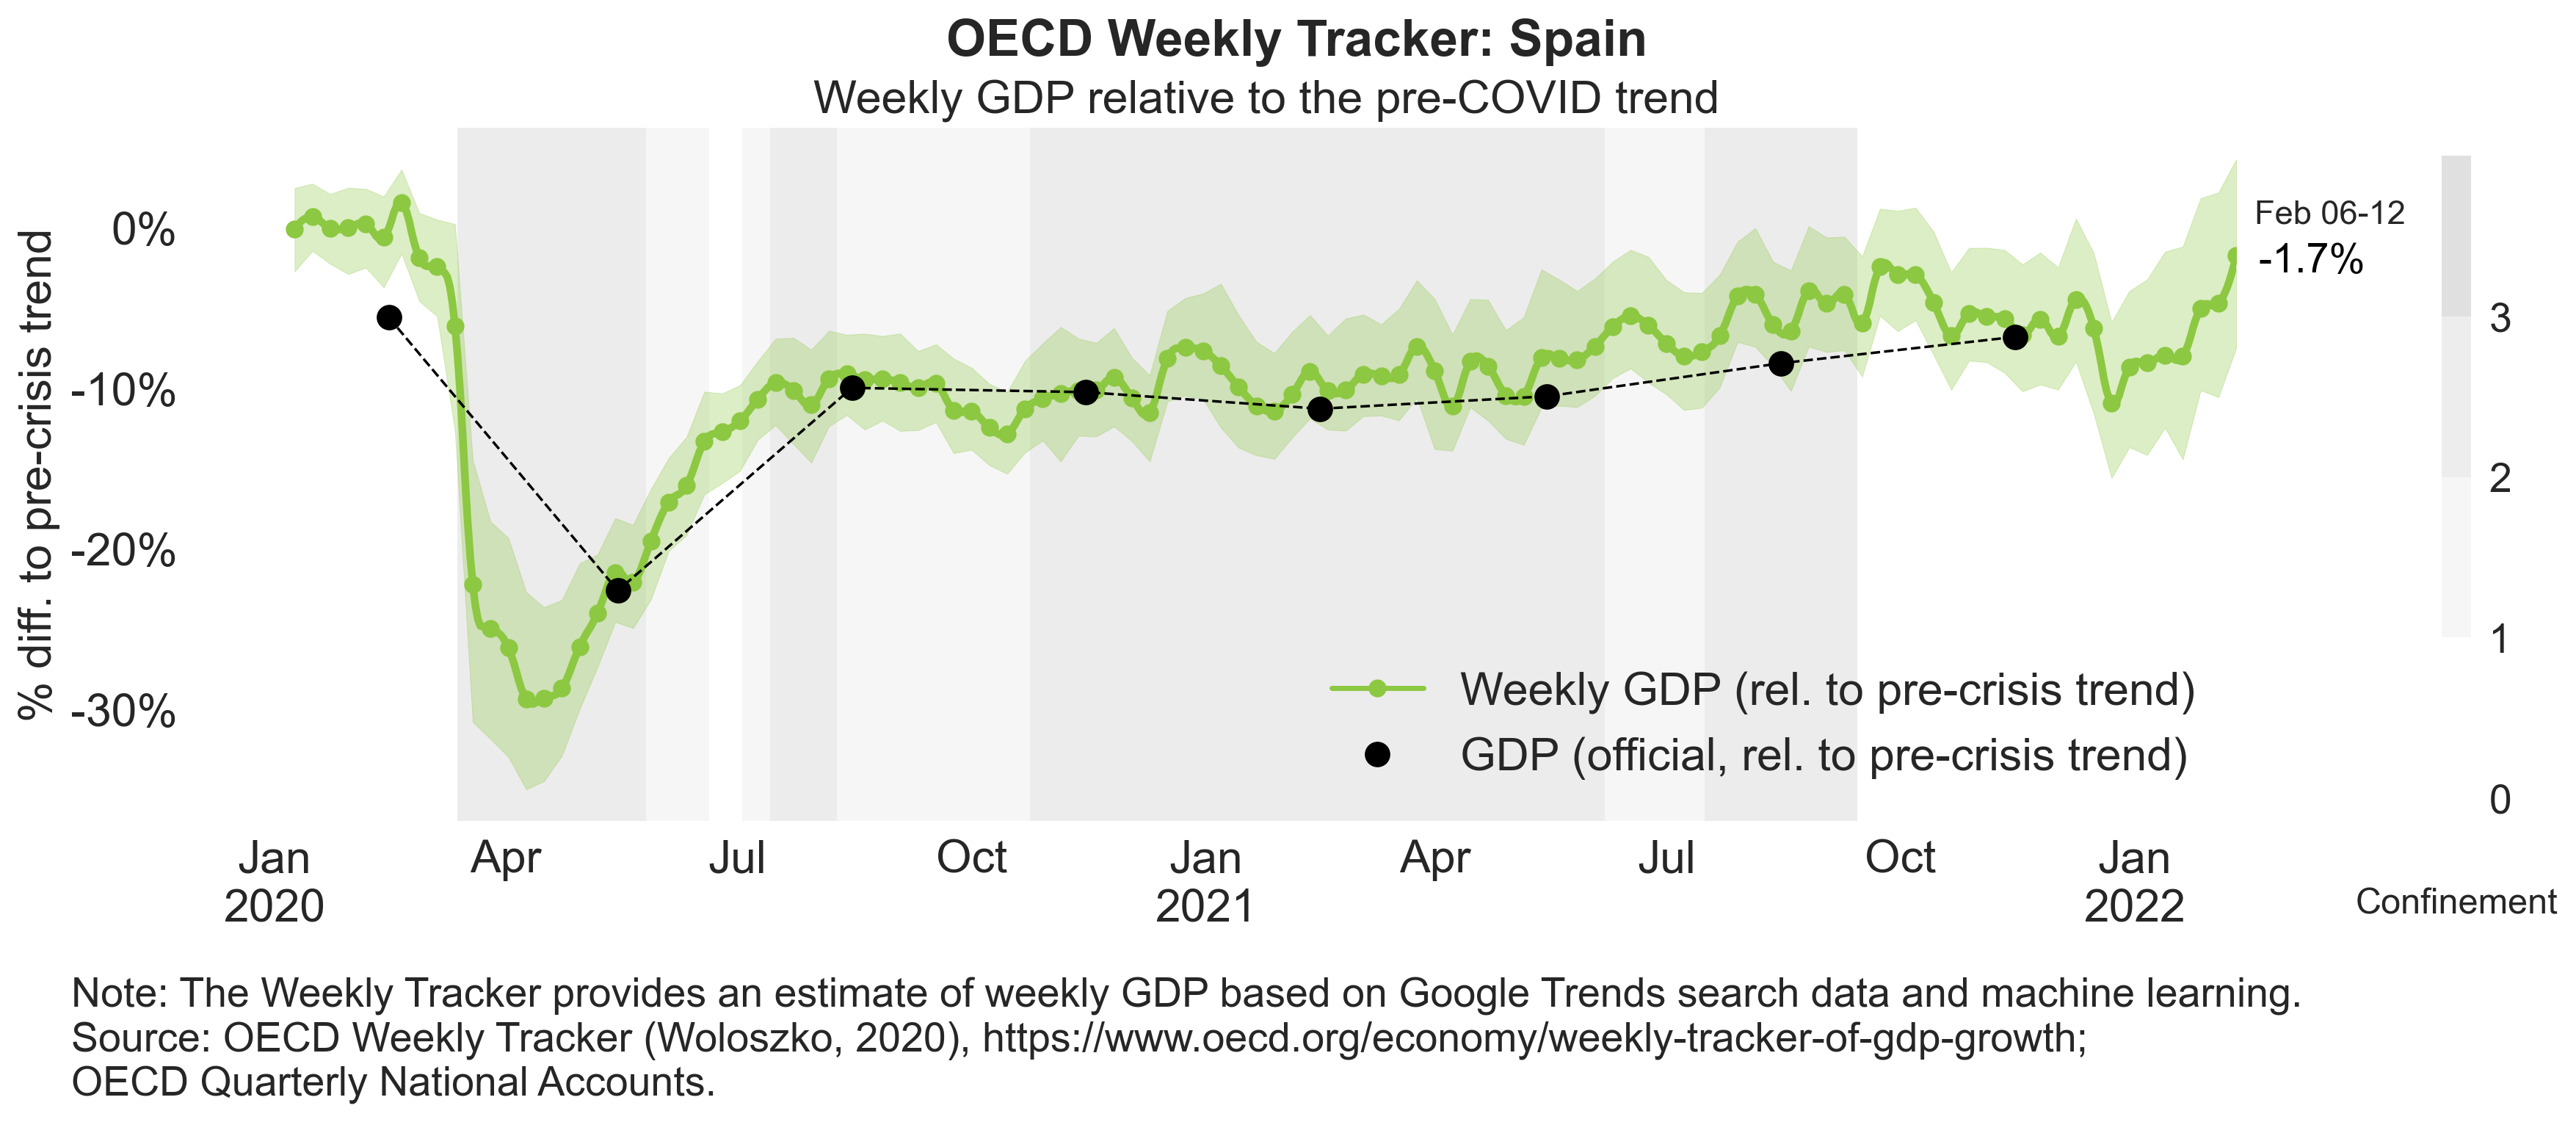 OECD Weekly Tracker: Spain
Weekly GDP relative to the pre-COVID trend
% diff. to pre-crisis trend
0%
-10%
-20%
-30%
Feb 06-12
-1.7%
3
2
1
0
Confinement
Weekly GDP (rel. to pre-crisis trend)
GDP (official, rel. to pre-crisis trend)
Jan Apr Jul Oct Jan Apr Jul Oct Jan
2020 2021 2022
Note: The Weekly Tracker provides an estimate of weekly GDP based on Google Trends search data and machine learning.
Source: OECD Weekly Tracker (Woloszko, 2020), https://www.oecd.org/economy/weekly-tracker-of-gdp-growth;
OECD Quarterly National Accounts.